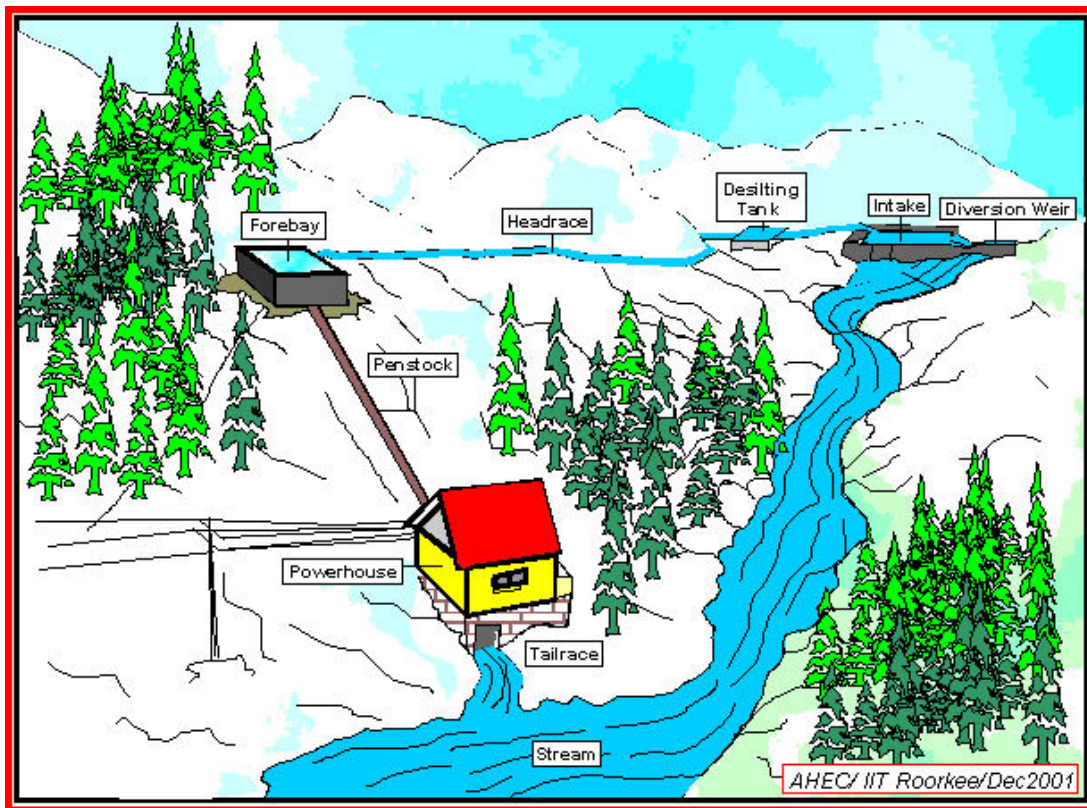 Desilting
Tank
Intake
Diversion Weir
Forebay
Headrace
Penstock
Powerhouse
Tailrace
Stream
AHEC/ IIT Roorkee/Dec2001